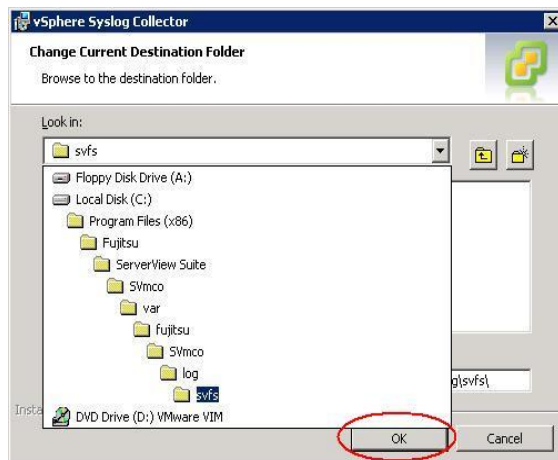 vSphere Syslog Collector
Change Current Destination Folder
Browse to the destination folder.
Look in:
svfs
Floppy Disk Drive (A:)
Local Disk (C:)
Program Files (x86)
Fujitsu
ServerView Suite
SVmco
var
fujitsu
SVmco
log
svfs
g\svfs\
Insta
DVD Drive (D:) VMware VIM
OK
Cancel